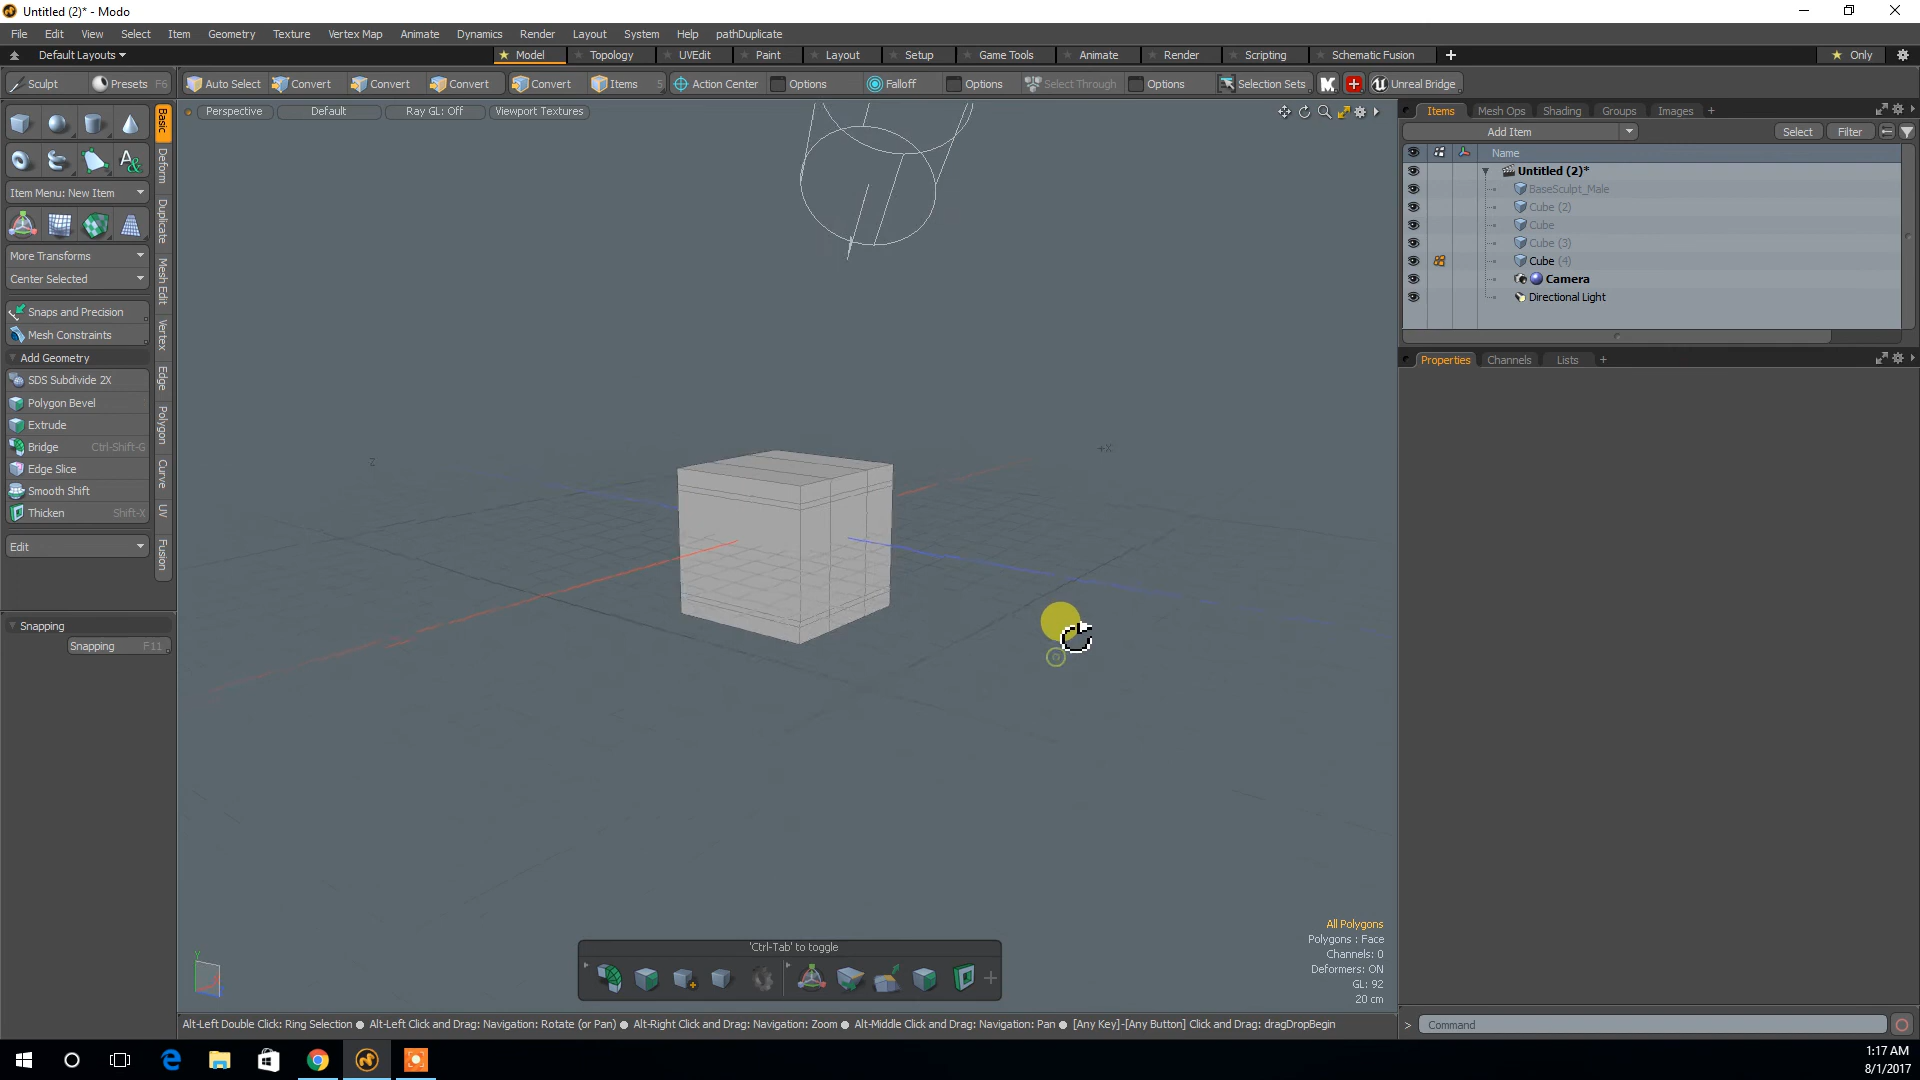 Untitled (2)* - Modo
File Edit View Select Item Geometry Texture Vertex Map Animate Dynamics Render Layout System Help pathDuplicate
Default Layouts Model Topology UVEdit Paint Layout Setup Game Tools Animate Render Scripting Schematic Fusion Only
Sculpt Presets F6 Auto Select Convert Convert Convert Convert Items 5 Action Center Options Falloff Options Select Through Options Selection Sets Unreal Bridge
Perspective Default Ray GL: Off Viewport Textures
Items Mesh Ops Shading Groups Images
Add Item Select Filter
Name
Untitled (2)*
BaseSculpt_Male
Cube (2)
Cube
Cube (3)
Cube (4)
Camera
Directional Light
Properties Channels Lists
Basic
Deform
Duplicate
Mesh Edit
Vertex
Edge
Polygon
Curve
UV
Fusion
Item Menu: New Item
More Transforms
Center Selected
Snaps and Precision
Mesh Constraints
Add Geometry
SDS Subdivide 2X
Polygon Bevel
Extrude
Bridge Ctrl-Shift-G
Edge Slice
Smooth Shift
Thicken Shift-X
Edit
Snapping
Snapping F11
Z
+X
Y
All Polygons
Polygons : Face
Channels: 0
Deformers: ON
GL: 92
20 cm
'Ctrl-Tab' to toggle
Alt-Left Double Click: Ring Selection Alt-Left Click and Drag: Navigation: Rotate (or Pan) Alt-Right Click and Drag: Navigation: Zoom Alt-Middle Click and Drag: Navigation: Pan [Any Key]-[Any Button] Click and Drag: dragDropBegin
> Command
1:17 AM
8/1/2017